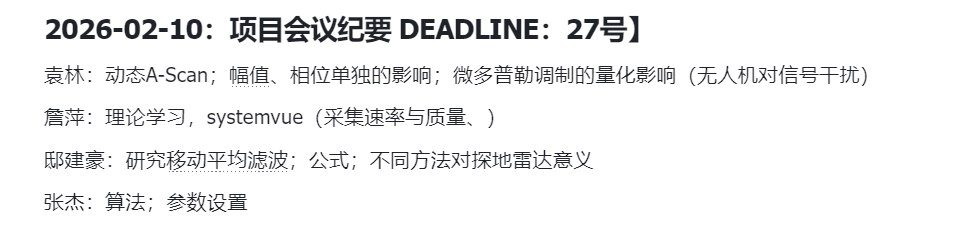 2026-02-10：项目会议纪要 DEADLINE：27号】
袁林：动态A-Scan；幅值、相位单独的影响；微多普勒调制的量化影响（无人机对信号干扰）
詹萍：理论学习，systemvue（采集速率与质量、）
邸建豪：研究移动平均滤波；公式；不同方法对探地雷达意义
张杰：算法；参数设置